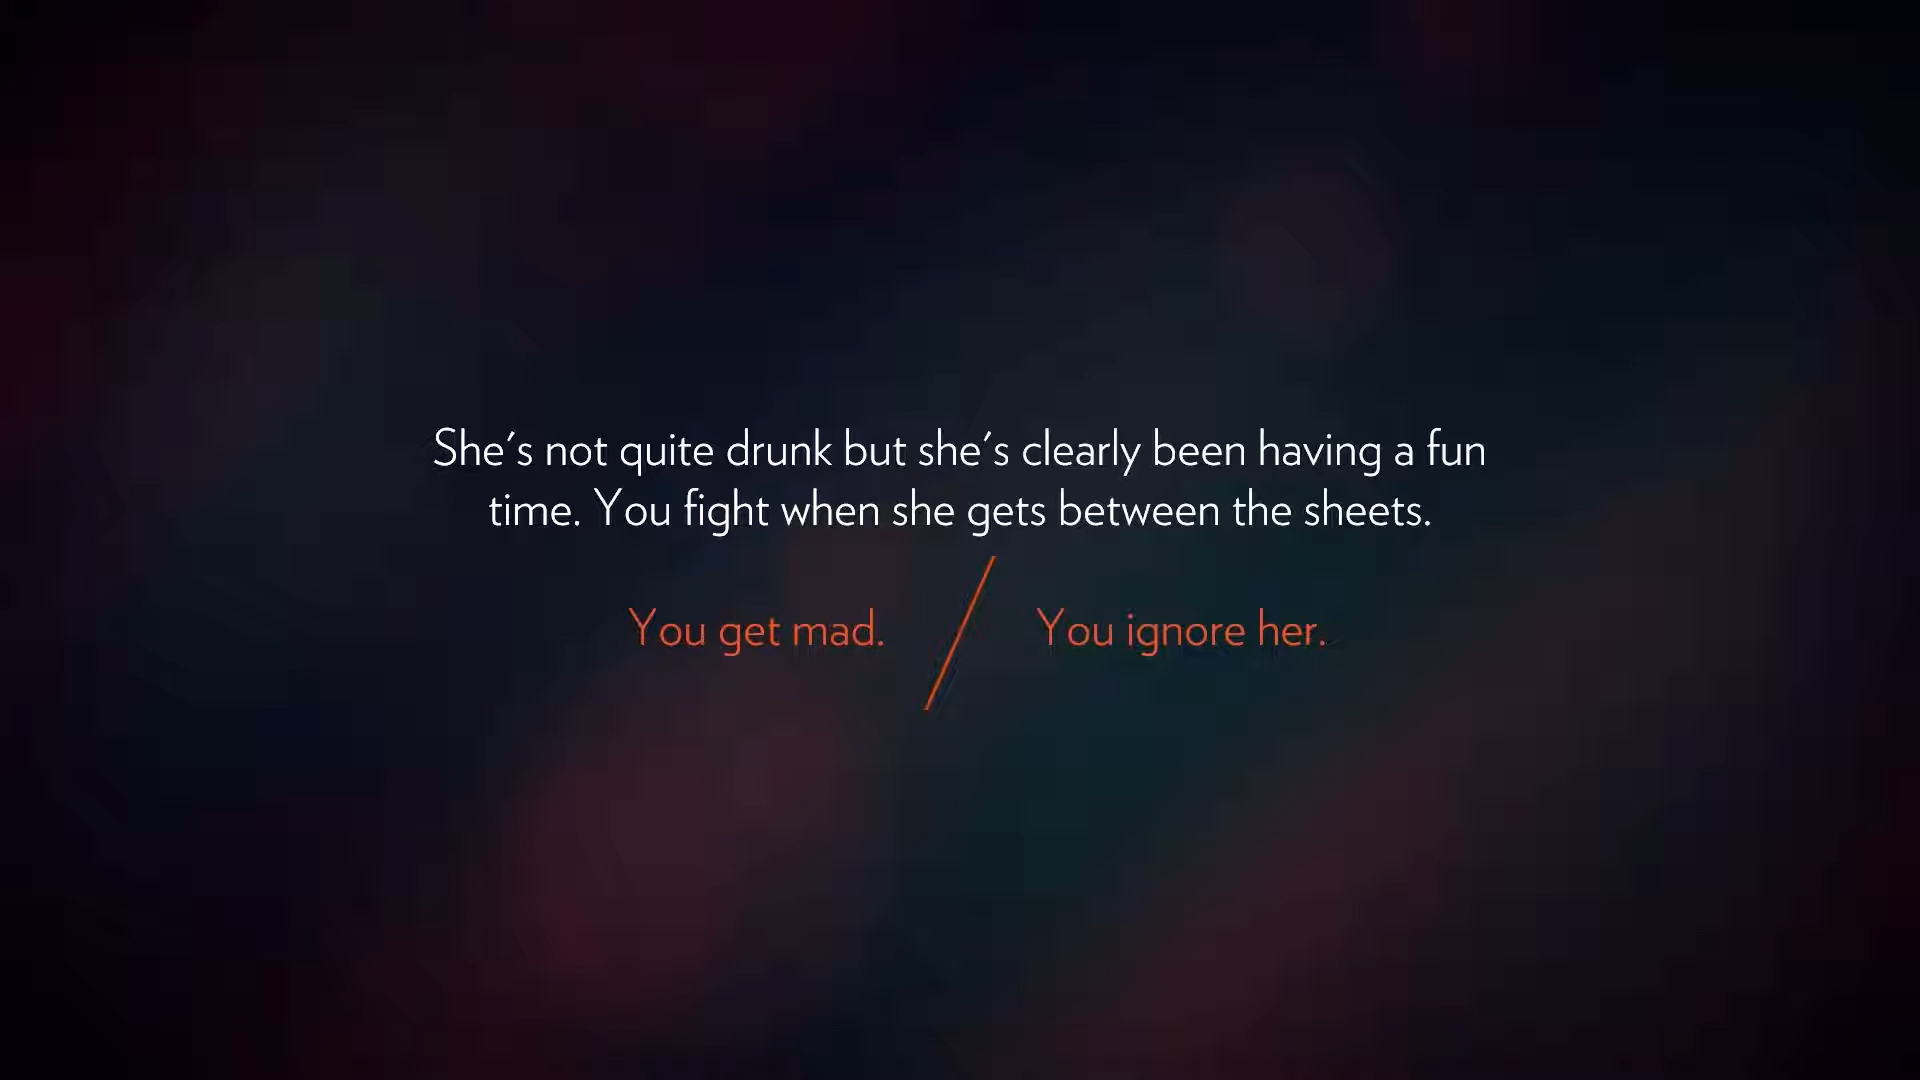 She's not quite drunk but she's clearly been having a fun
time. You fight when she gets between the sheets.
You get mad.
You ignore her.